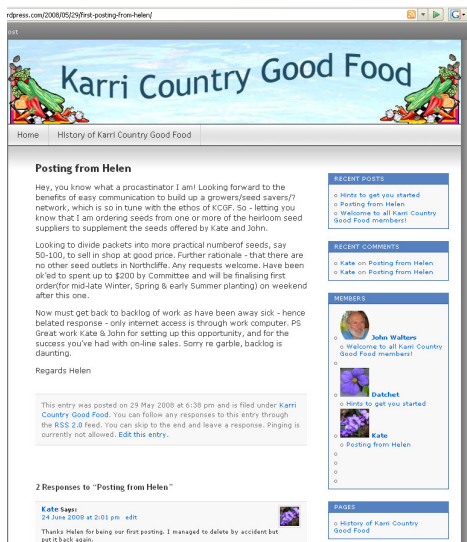 rdpress.com/2008/05/29/first-posting-from-helen/
ost
Karri Country Good Food
Home
History of Karri Country Good Food
Posting from Helen
Hey, you know what a procastinator I am! Looking forward to the
benefits of easy communication to build up a growers/seed savers/?
network, which is so in tune with the ethos of KCGF. So - letting you
know that I am ordering seeds from one or more of the heirloom seed
suppliers to supplement the seeds offered by Kate and John.
Looking to divide packets into more practical numberof seeds, say
50-100, to sell in shop at good price. Further rationale - that there are
no other seed outlets in Northcliffe. Any requests welcome. Have been
ok'ed to spent up to $200 by Committee and will be finalising first
order(for mid-late Winter, Spring & early Summer planting) on weekend
after this one.
Now must get back to backlog of work as have been away sick - hence
belated response - only internet access is through work computer. PS
Great work Kate & John for setting up this opportunity, and for the
success you've had with on-line sales. Sorry re garble, backlog is
daunting.
Regards Helen
This entry was posted on 29 May 2008 at 6:38 pm and is filed under Karri
Country Good Food. You can follow any responses to this entry through
the RSS 2.0 feed. You can skip to the end and leave a response. Pinging is
currently not allowed. Edit this entry.
2 Responses to "Posting from Helen"
Kate Says:
24 June 2008 at 2:01 pm edit
Thanks Helen for being our first posting. I managed to delete by accident but
put it back again.
RECENT POSTS
Hints to get you started
Posting from Helen
Welcome to all Karri Country
Good Food members!
RECENT COMMENTS
Kate on Posting from Helen
Kate on Posting from Helen
MEMBERS
John Walters
Welcome to all Karri Country
Good Food members!
Datchet
Hints to get you started
Kate
Posting from Helen
PAGES
History of Karri Country
Good Food